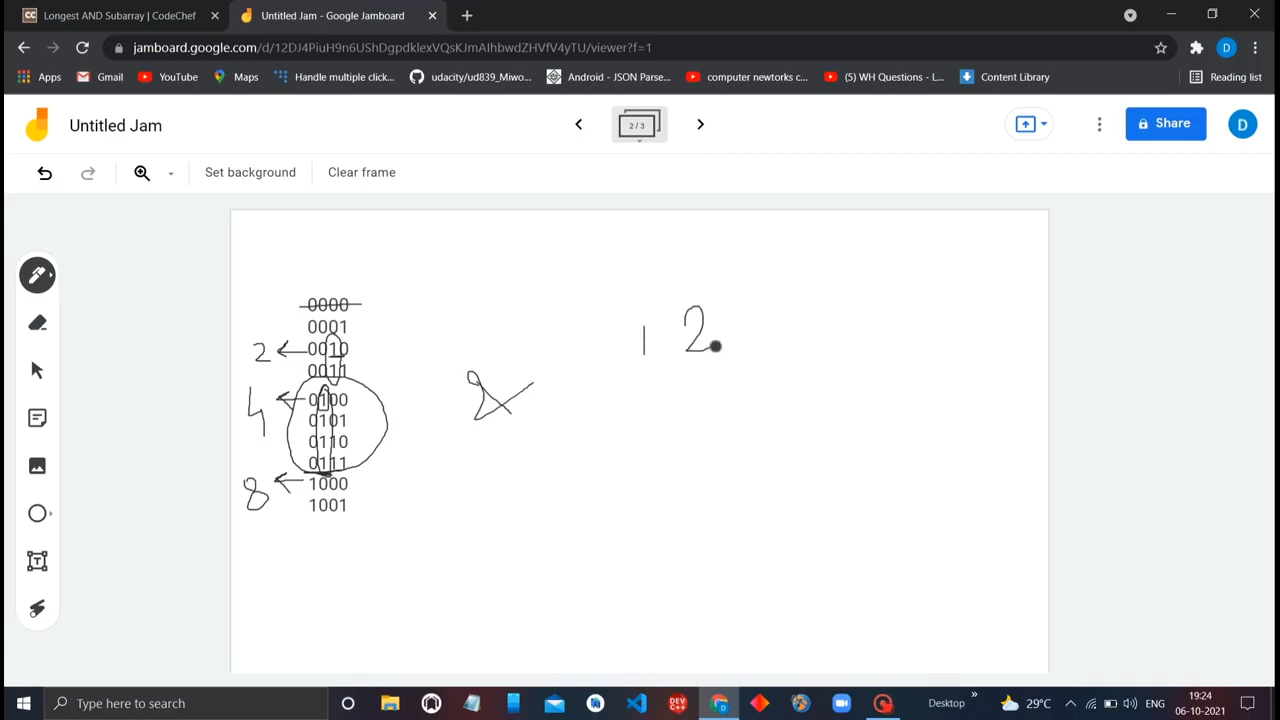 Longest AND Subarray | CodeChef
Untitled Jam - Google Jamboard
jamboard.google.com/d/12DJ4PiuH9n6UShDgpdklexVQsKJmAIhbwdZHVfV4yTU/viewer?f=1
D
Apps
Gmail
YouTube
Maps
Handle multiple click...
udacity/ud839_Miwo...
Android - JSON Parse...
computer newtorks c...
(5) WH Questions - L...
Content Library
Reading list
Untitled Jam
2 / 3
Share
D
Set background
Clear frame
0000
0001
2 ← 0010
0011
4 ← 0100
0101
0110
0111
8 ← 1000
1001
1 2
Type here to search
DEV C++
Desktop
29°C
ENG
19:24
06-10-2021